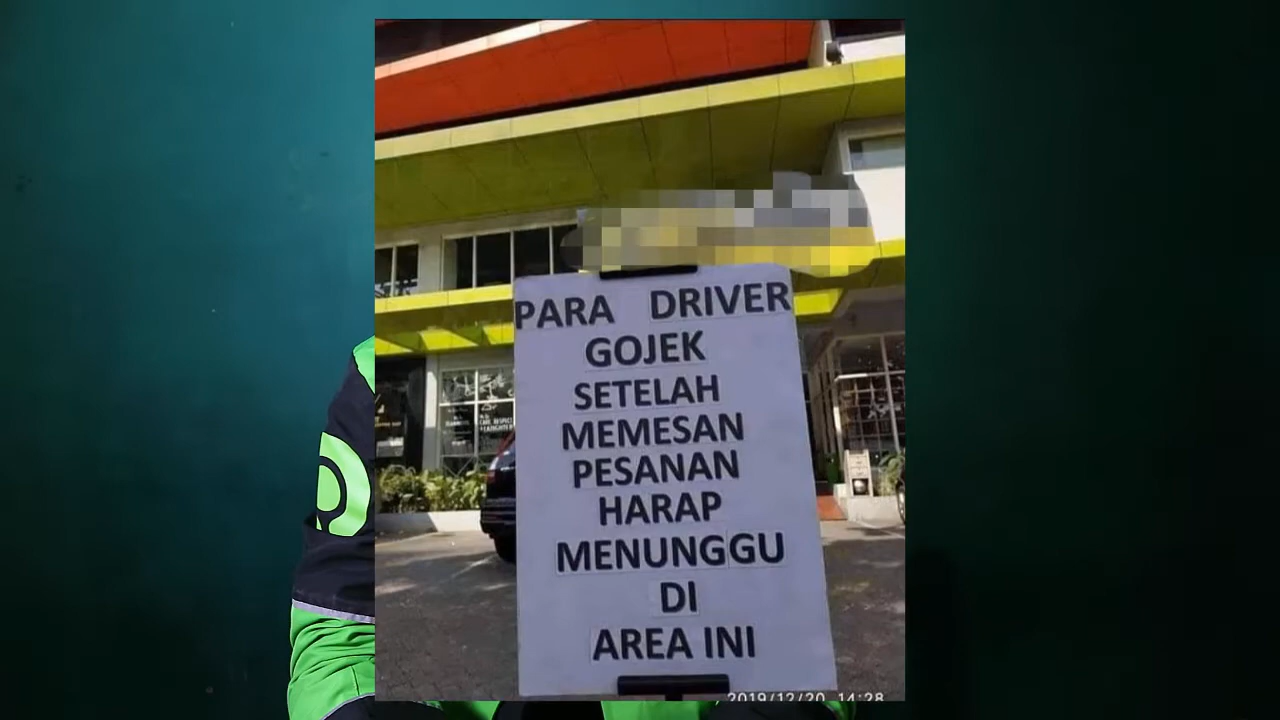 PARA DRIVER
GOJEK
SETELAH
MEMESAN
PESANAN
HARAP
MENUNGGU
DI
AREA INI
2019/12/20 14:28